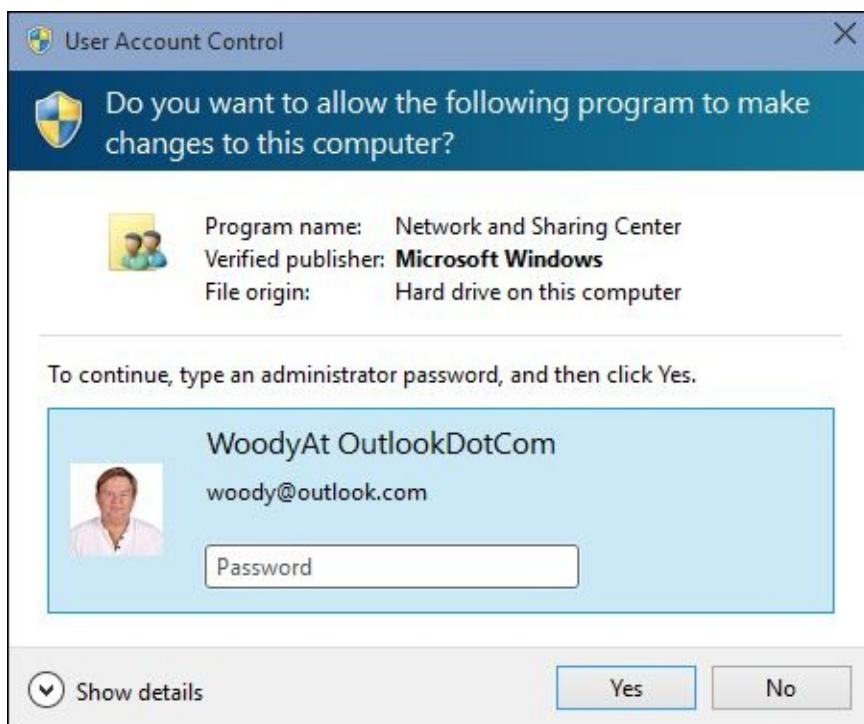 User Account Control
Do you want to allow the following program to make
changes to this computer?
Program name: Network and Sharing Center
Verified publisher: Microsoft Windows
File origin: Hard drive on this computer
To continue, type an administrator password, and then click Yes.
WoodyAt OutlookDotCom
woody@outlook.com
Password
Show details
Yes
No